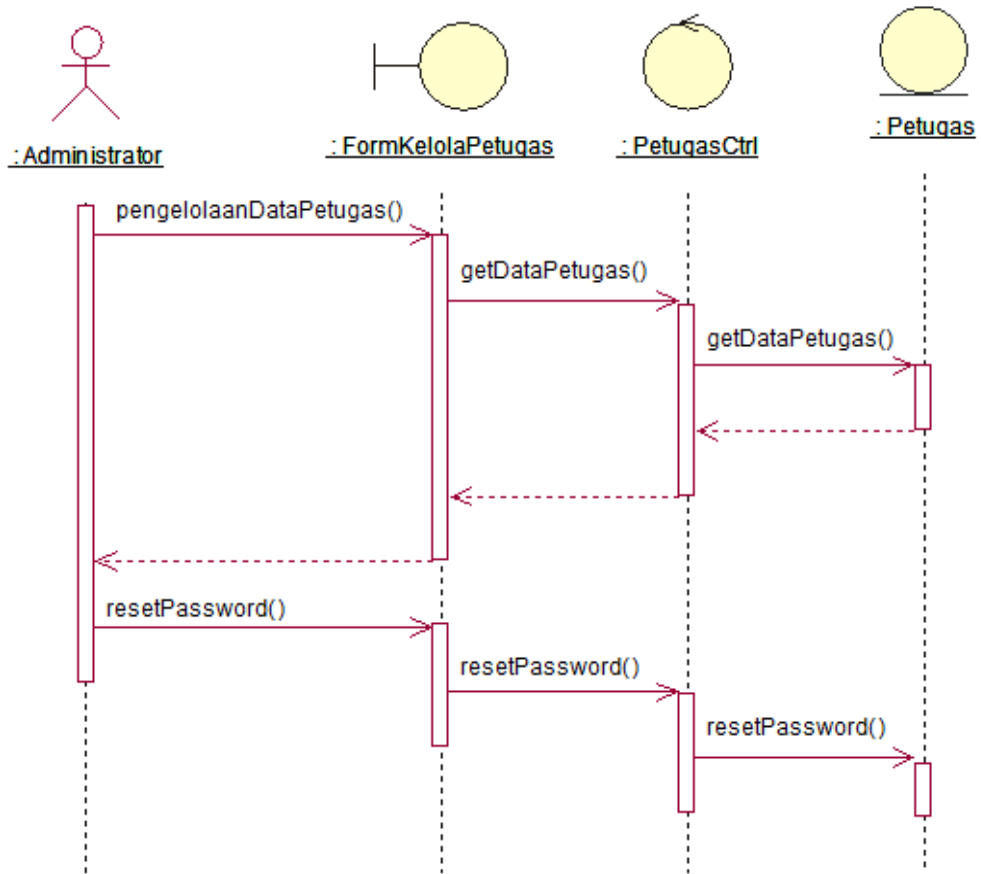 : Administrator
: FormKelolaPetugas
: PetugasCtrl
: Petugas
pengelolaanDataPetugas()
getDataPetugas()
getDataPetugas()
resetPassword()
resetPassword()
resetPassword()